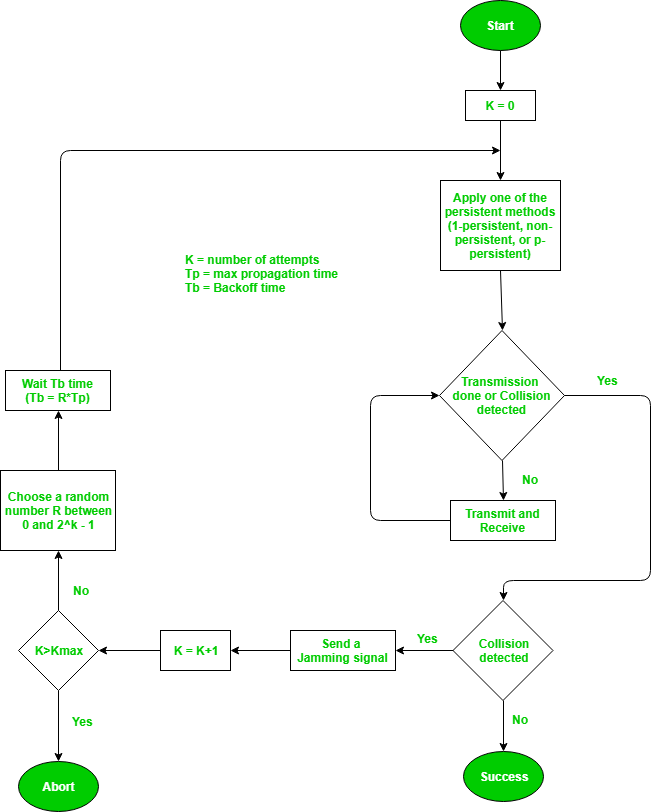 Start
K = 0
Apply one of the
persistent methods
(1-persistent, non-
persistent, or p-
persistent)
K = number of attempts
Tp = max propagation time
Tb = Backoff time
Transmission
done or Collision
detected
Yes
No
Transmit and
Receive
Wait Tb time
(Tb = R*Tp)
Choose a random
number R between
0 and 2^k - 1
No
K>Kmax
K = K+1
Send a
Jamming signal
Yes
Collision
detected
Yes
No
Abort
Success